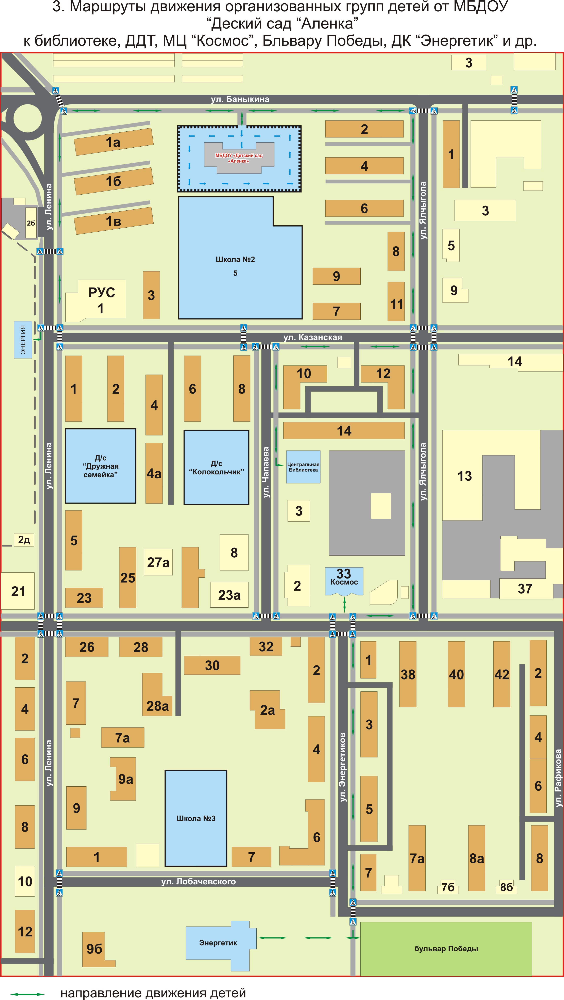 3. Маршруты движения организованных групп детей от МБДОУ
“Деский сад “Аленка”
к библиотеке, ДДТ, МЦ “Космос”, Бльвару Победы, ДК “Энергетик” и др.
3
ул. Баныкина
1а
1б
1в
МБДОУ «Детский сад
«Аленка»
2
4
6
1
3
ул. Ленина
2б
ул. Ялчыгола
Школа №2
5
8
5
9
7
11
9
РУС
1
3
ЭНЕРГИЯ
ул. Казанская
14
1
2
4
6
8
10
12
14
Д/с
“Дружная
семейка”
4а
Д/с
“Колокольчик”
ул. Ленина
ул. Чапаева
Центральная
Библиотека
ул. Ялчыгола
13
3
2д
5
27а
8
25
21
23
23а
2
33
Космос
37
2
26
28
32
30
2
1
38
40
42
2
4
7
28а
2а
3
4
7а
6
9а
4
5
6
ул. Ленина
ул. Энергетиков
ул. Рафикова
9
8
Школа №3
6
1
7
7
7а
8а
8
10
7б
8б
ул. Лобачевского
12
9б
Энергетик
бульвар Победы
направление движения детей